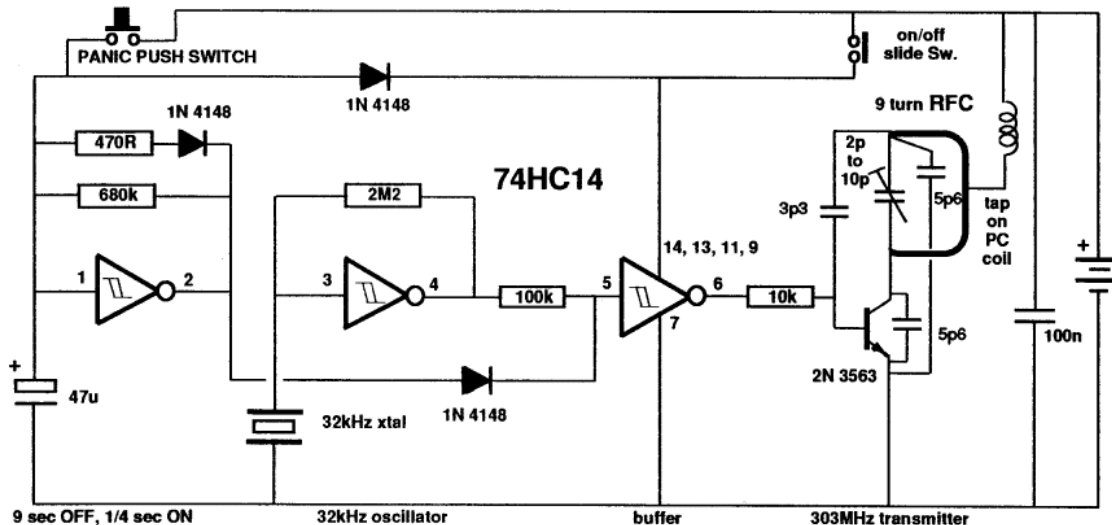 PANIC PUSH SWITCH
on/off
slide Sw.
1N 4148
1N 4148
470R
680k
9 turn RFC
74HC14
2M2
2p
to
10p
5p6
3p3
tap
on
PC
coil
+
14, 13, 11, 9
1
2
3
4
100k
5
6
7
10k
5p6
100n
2N 3563
+
47u
1N 4148
32kHz xtal
9 sec OFF, 1/4 sec ON
32kHz oscillator
buffer
303MHz transmitter